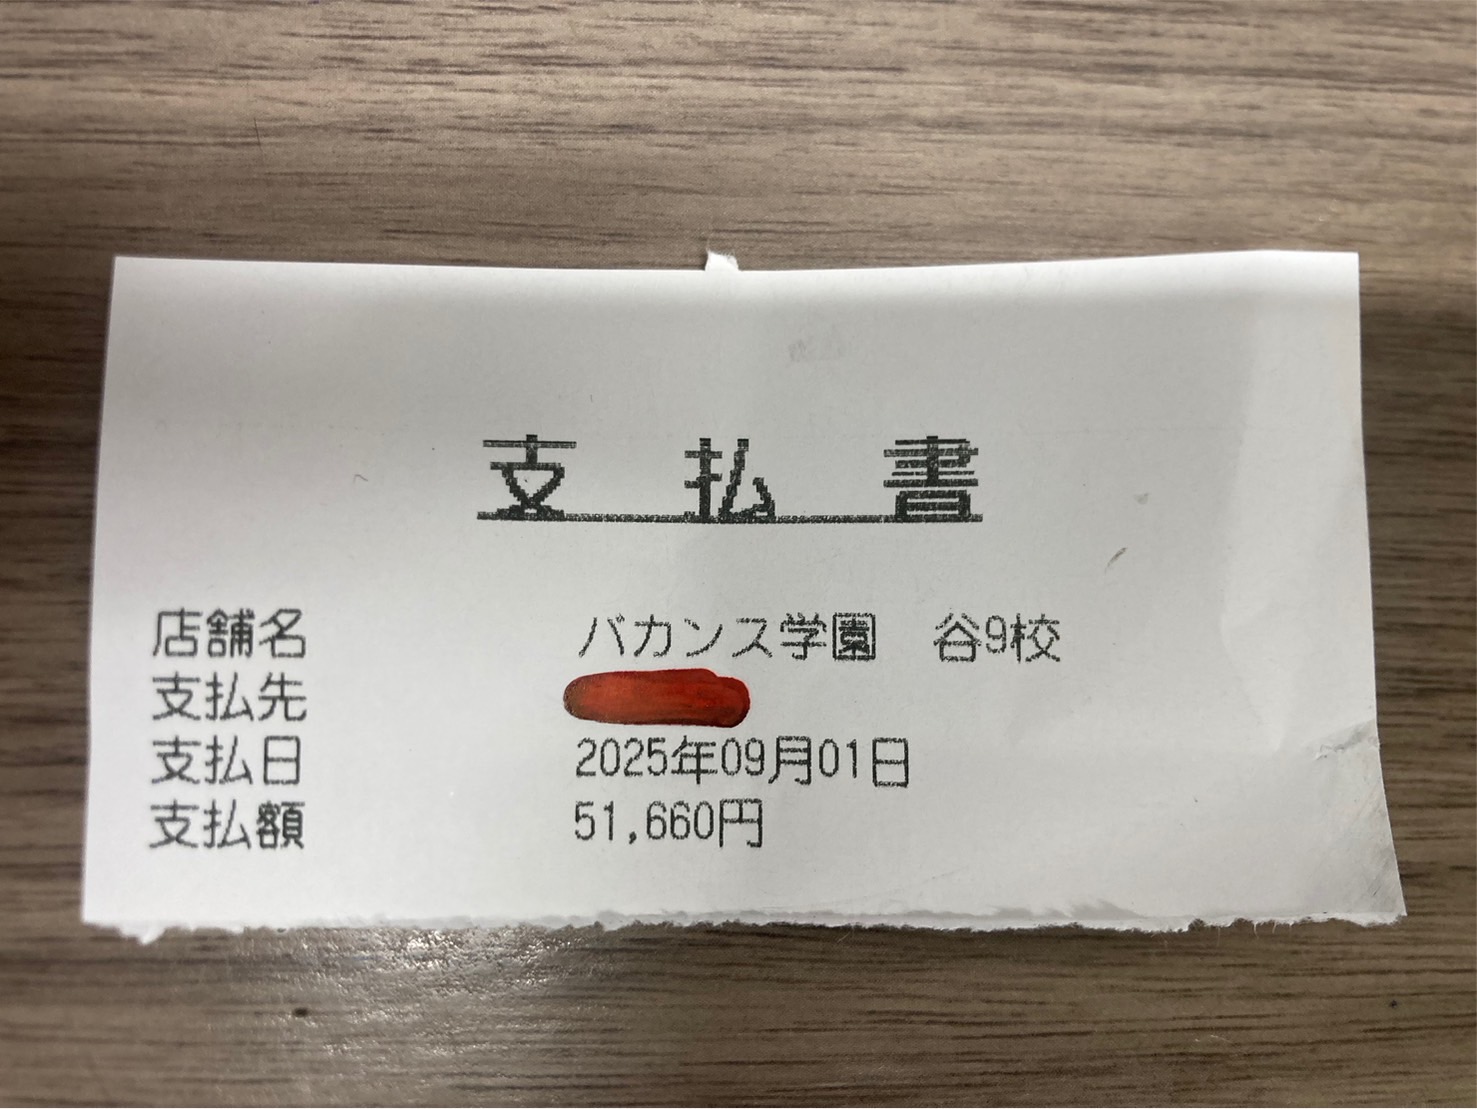 支払書
店舗名 バカンス学園 谷9校
支払先
支払日 2025年09月01日
支払額 51,660円